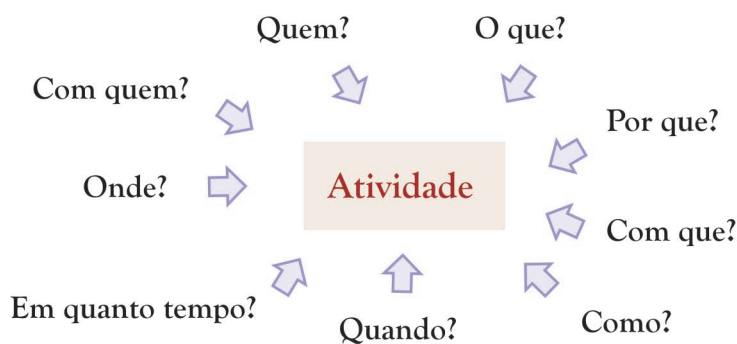 Quem?
O que?
Com quem?
Por que?
Onde?
Atividade
Com que?
Em quanto tempo?
Quando?
Como?